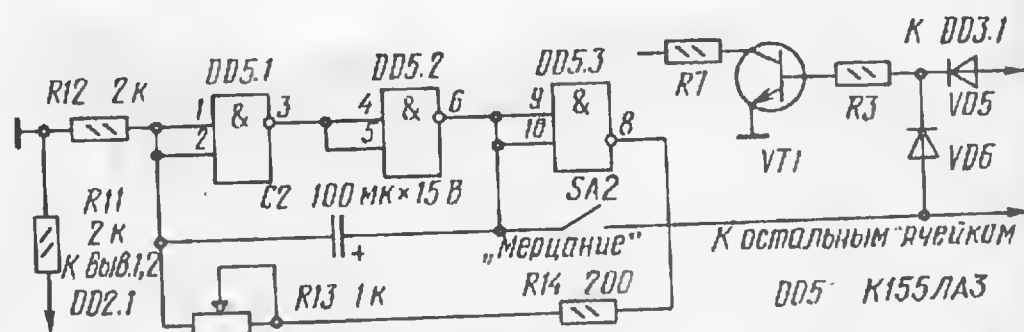 К DD3.1
DD5.1
DD5.2
DD5.3
R12 2 к
1
2
&
3
4
5
&
6
9
10
&
8
R7
R3
VD5
VT1
VD6
C2 100 мк×15 В
SA2
R11
2 к
К выв.1,2
DD2.1
„Мерцание"
К остальным ячейкам
R13 1 к
R14 200
DD5 К155ЛА3